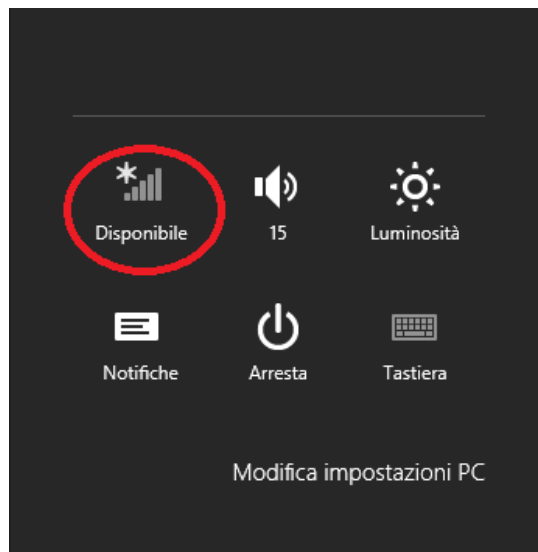 Disponibile
15
Luminosità
Notifiche
Arresta
Tastiera
Modifica impostazioni PC